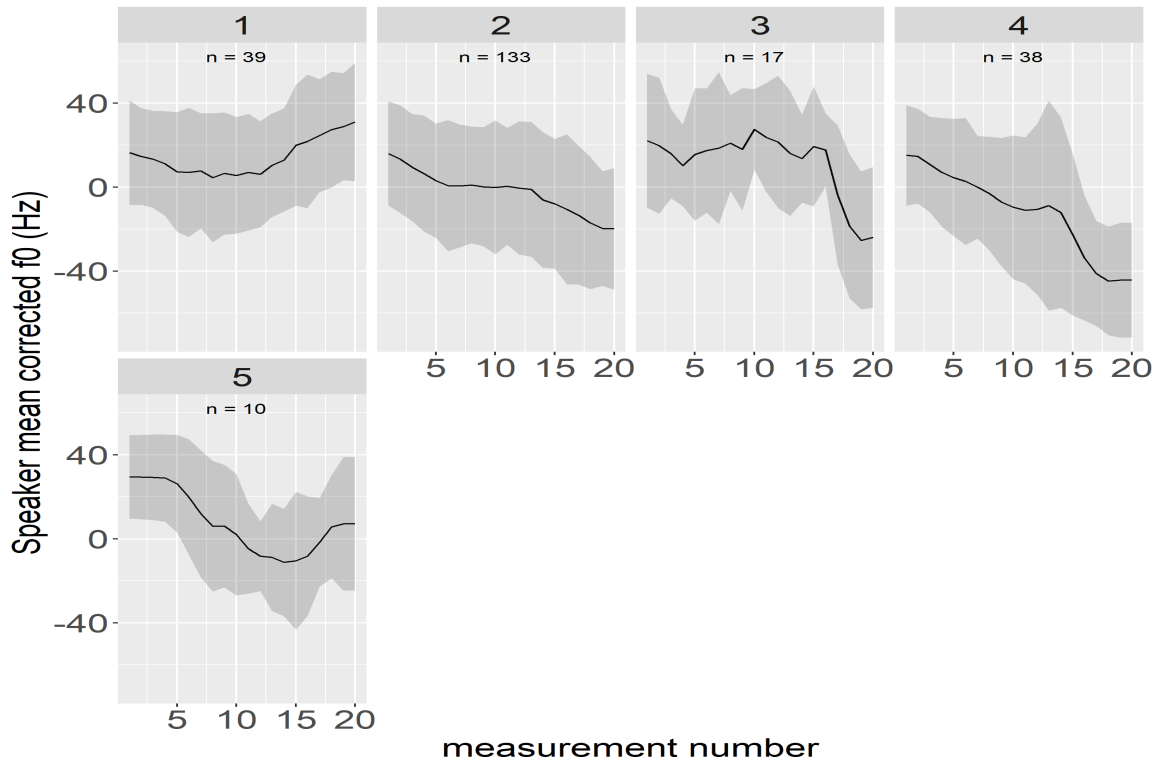 1 2 3 4
n = 39 n = 133 n = 17 n = 38
40
0
-40
5 10 15 20 5 10 15 20 5 10 15 20
5
n = 10
40
0
-40
5 10 15 20
Speaker mean corrected f0 (Hz)
measurement number